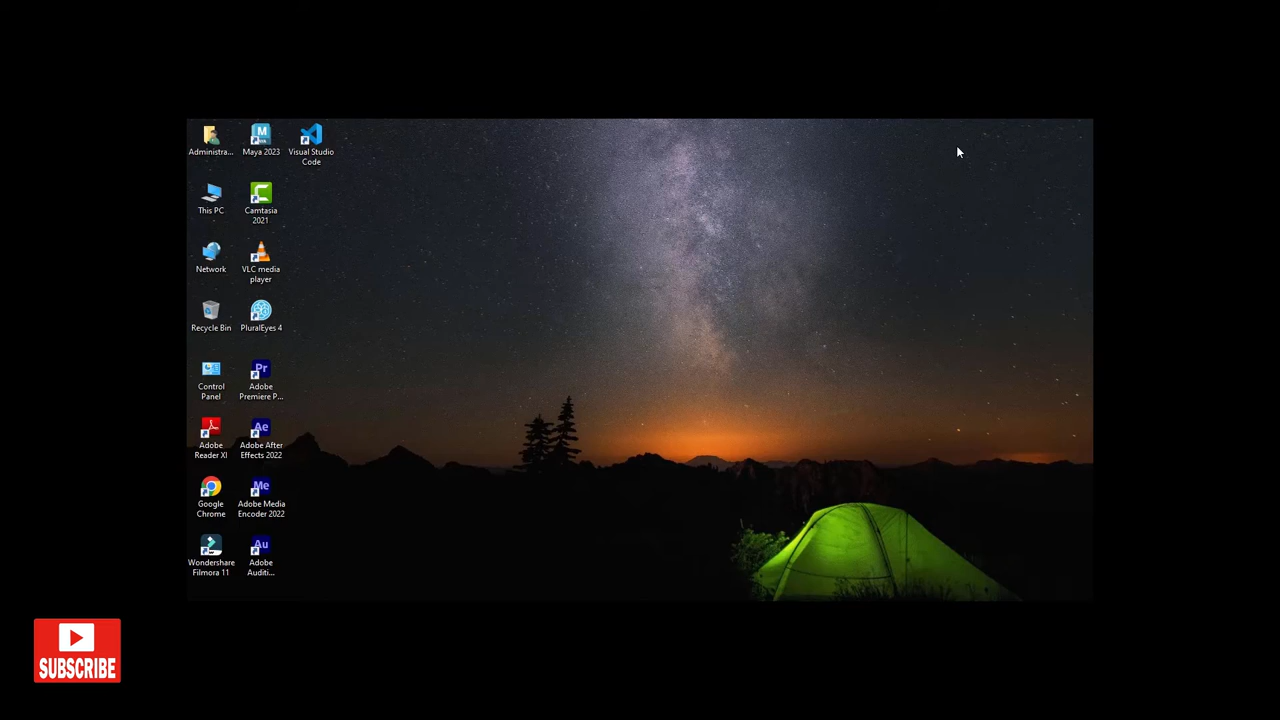 Administra...
Maya 2023
Visual Studio
Code
This PC
Camtasia
2021
Network
VLC media
player
Recycle Bin
PluralEyes 4
Control
Panel
Adobe
Premiere P...
Adobe
Reader XI
Adobe After
Effects 2022
Google
Chrome
Adobe Media
Encoder 2022
Wondershare
Filmora 11
Adobe
Auditi...
SUBSCRIBE